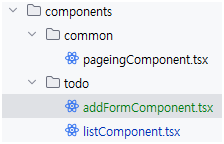 components
common
pageingComponent.tsx
todo
addFormComponent.tsx
listComponent.tsx